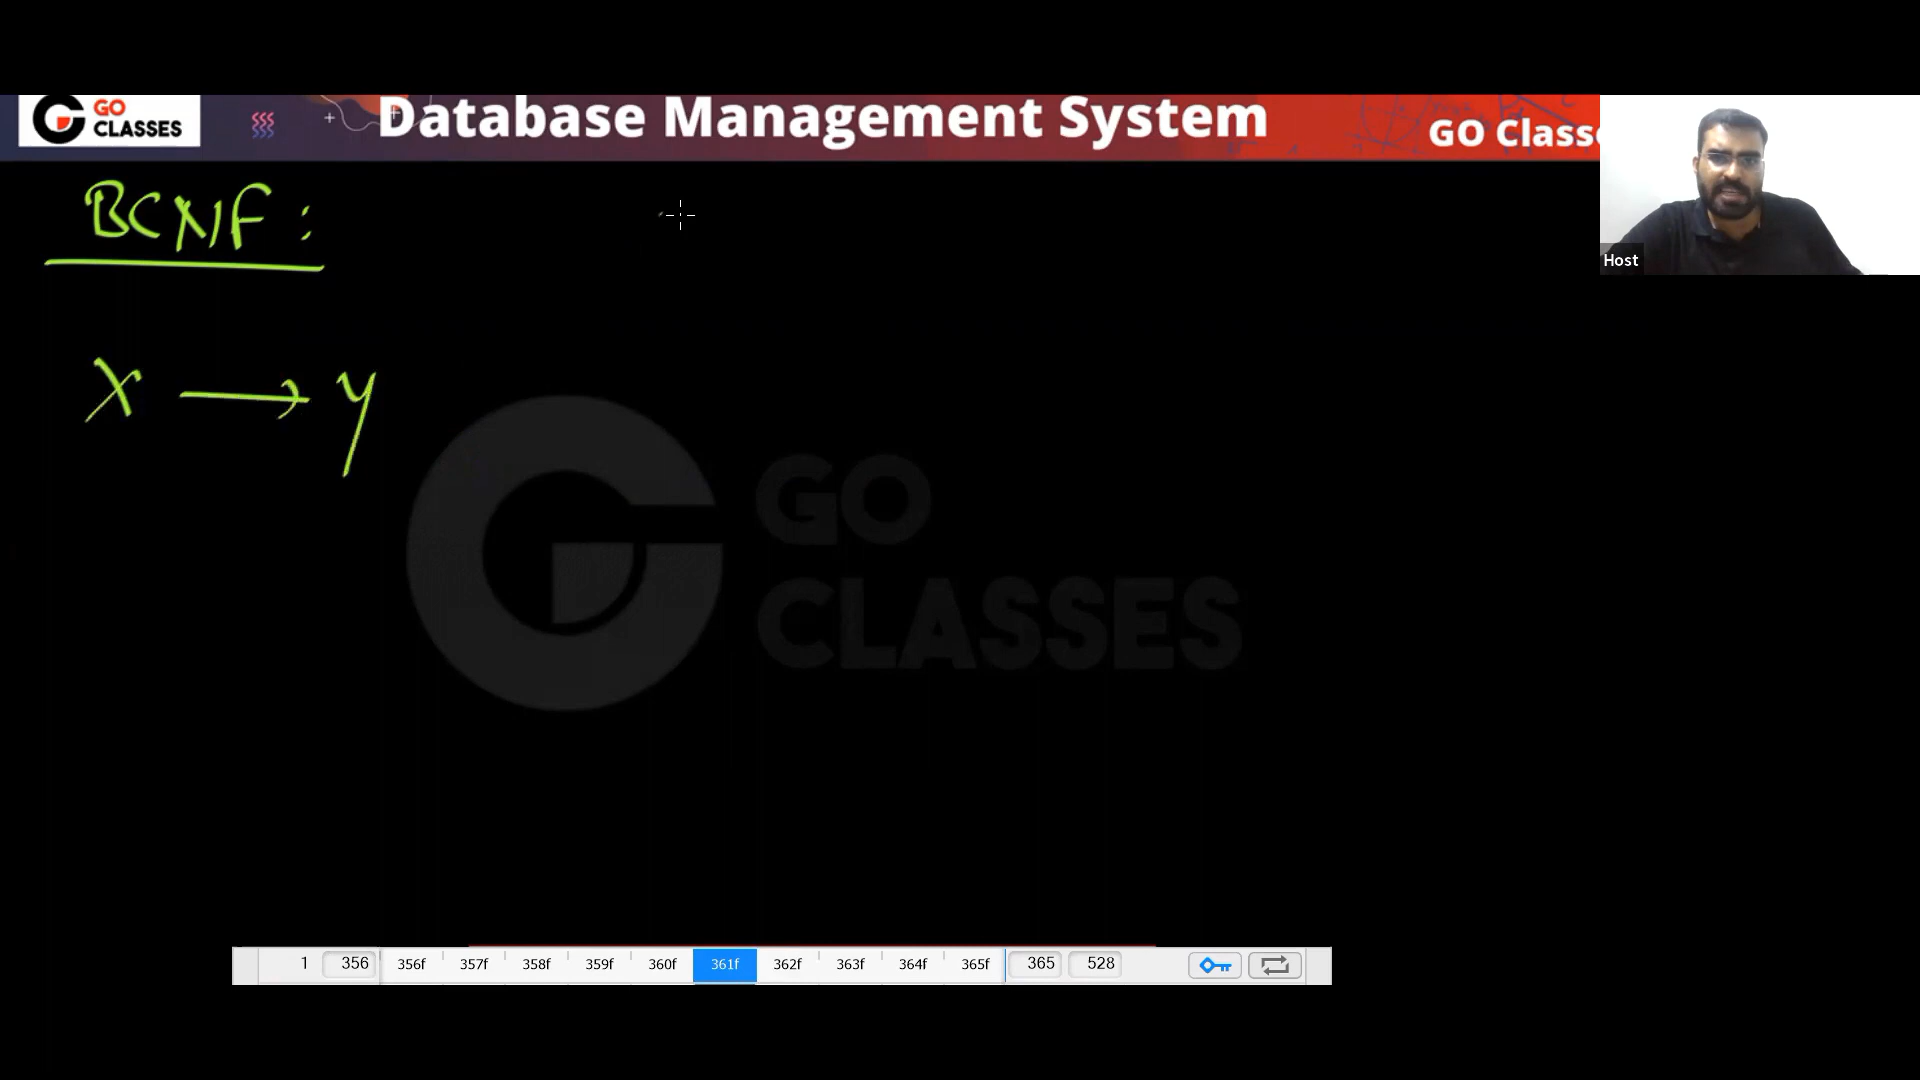 GO
CLASSES
Database Management System
GO Classe
BCNF:
Host
X → Y
GO
CLASSES
1 356 356f 357f 358f 359f 360f 361f 362f 363f 364f 365f 365 528